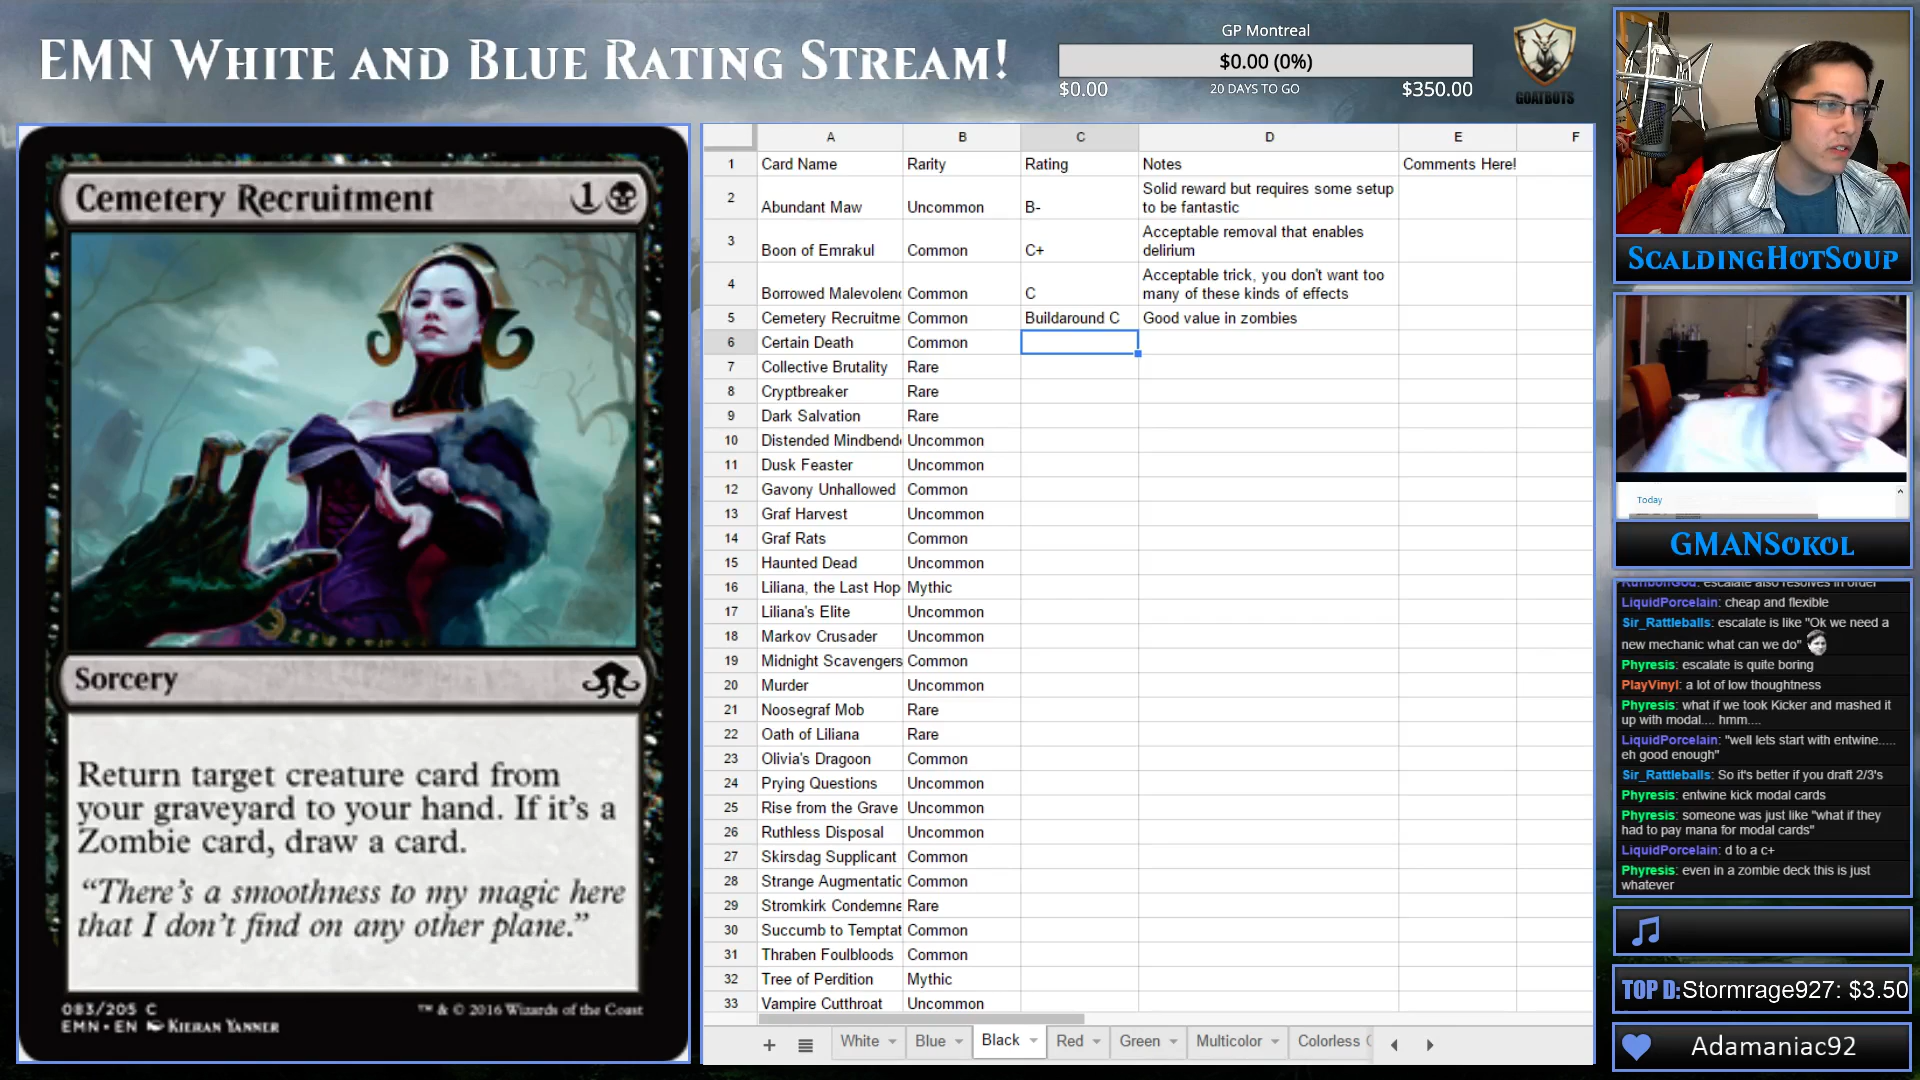 EMN White and Blue Rating Stream!
GP Montreal
$0.00 (0%)
$0.00
20 DAYS TO GO
$350.00
GOATBOTS
Cemetery Recruitment
1
Sorcery
Return target creature card from
your graveyard to your hand. If it's a
Zombie card, draw a card.
"There's a smoothness to my magic here
that I don't find on any other plane."
083/205 C
EMN • EN Kieran Yanner
™ & © 2016 Wizards of the Coast
A B C D E F
1 Card Name Rarity Rating Notes Comments Here!
2 Abundant Maw Uncommon B- Solid reward but requires some setup
to be fantastic
3 Boon of Emrakul Common C+ Acceptable removal that enables
delirium
4 Borrowed Malevolenc Common C Acceptable trick, you don't want too
many of these kinds of effects
5 Cemetery Recruitme Common Buildaround C Good value in zombies
6 Certain Death Common
7 Collective Brutality Rare
8 Cryptbreaker Rare
9 Dark Salvation Rare
10 Distended Mindbende Uncommon
11 Dusk Feaster Uncommon
12 Gavony Unhallowed Common
13 Graf Harvest Uncommon
14 Graf Rats Common
15 Haunted Dead Uncommon
16 Liliana, the Last Hop Mythic
17 Liliana's Elite Uncommon
18 Markov Crusader Uncommon
19 Midnight Scavengers Common
20 Murder Uncommon
21 Noosegraf Mob Rare
22 Oath of Liliana Rare
23 Olivia's Dragoon Common
24 Prying Questions Uncommon
25 Rise from the Grave Uncommon
26 Ruthless Disposal Uncommon
27 Skirsdag Supplicant Common
28 Strange Augmentatic Common
29 Stromkirk Condemne Rare
30 Succumb to Temptat Common
31 Thraben Foulbloods Common
32 Tree of Perdition Mythic
33 Vampire Cutthroat Uncommon
White Blue Black Red Green Multicolor Colorless
ScaldingHotSoup
Today
GMANSokol
escalate also resolves in order
LiquidPorcelain: cheap and flexible
Sir_Rattleballs: escalate is like "Ok we need a
new mechanic what can we do"
Phyresis: escalate is quite boring
PlayVinyl: a lot of low thoughtness
Phyresis: what if we took Kicker and mashed it
up with modal.... hmm....
LiquidPorcelain: "well lets start with entwine.....
eh good enough"
Sir_Rattleballs: So it's better if you draft 2/3's
Phyresis: entwine kick modal cards
Phyresis: someone was just like "what if they
had to pay mana for modal cards"
LiquidPorcelain: d to a c+
Phyresis: even in a zombie deck this is just
whatever
TOP D: Stormrage927: $3.50
Adamaniac92